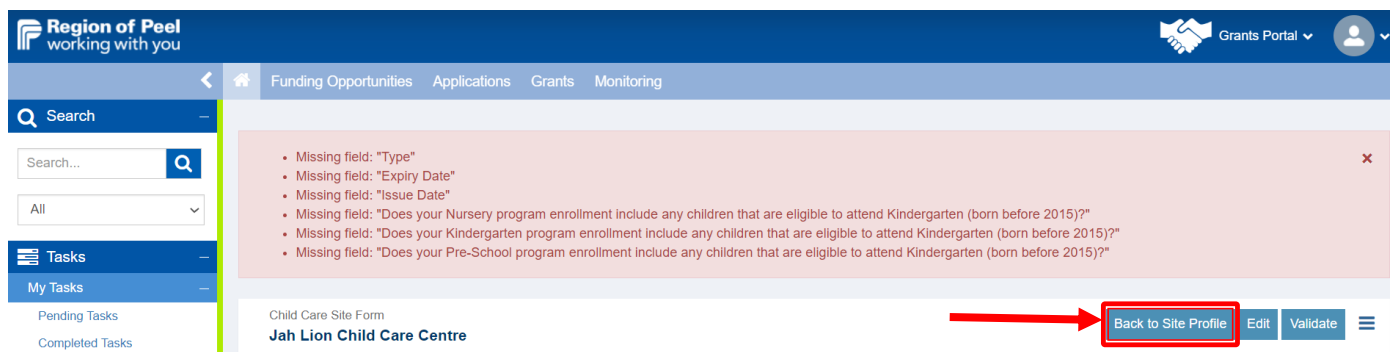 Region of Peel
working with you
Grants Portal
Funding Opportunities Applications Grants Monitoring
Search
Search...
All
Tasks
My Tasks
Pending Tasks
Completed Tasks
• Missing field: "Type"
• Missing field: "Expiry Date"
• Missing field: "Issue Date"
• Missing field: "Does your Nursery program enrollment include any children that are eligible to attend Kindergarten (born before 2015)?"
• Missing field: "Does your Kindergarten program enrollment include any children that are eligible to attend Kindergarten (born before 2015)?"
• Missing field: "Does your Pre-School program enrollment include any children that are eligible to attend Kindergarten (born before 2015)?"
Child Care Site Form
Jah Lion Child Care Centre
Back to Site Profile Edit Validate